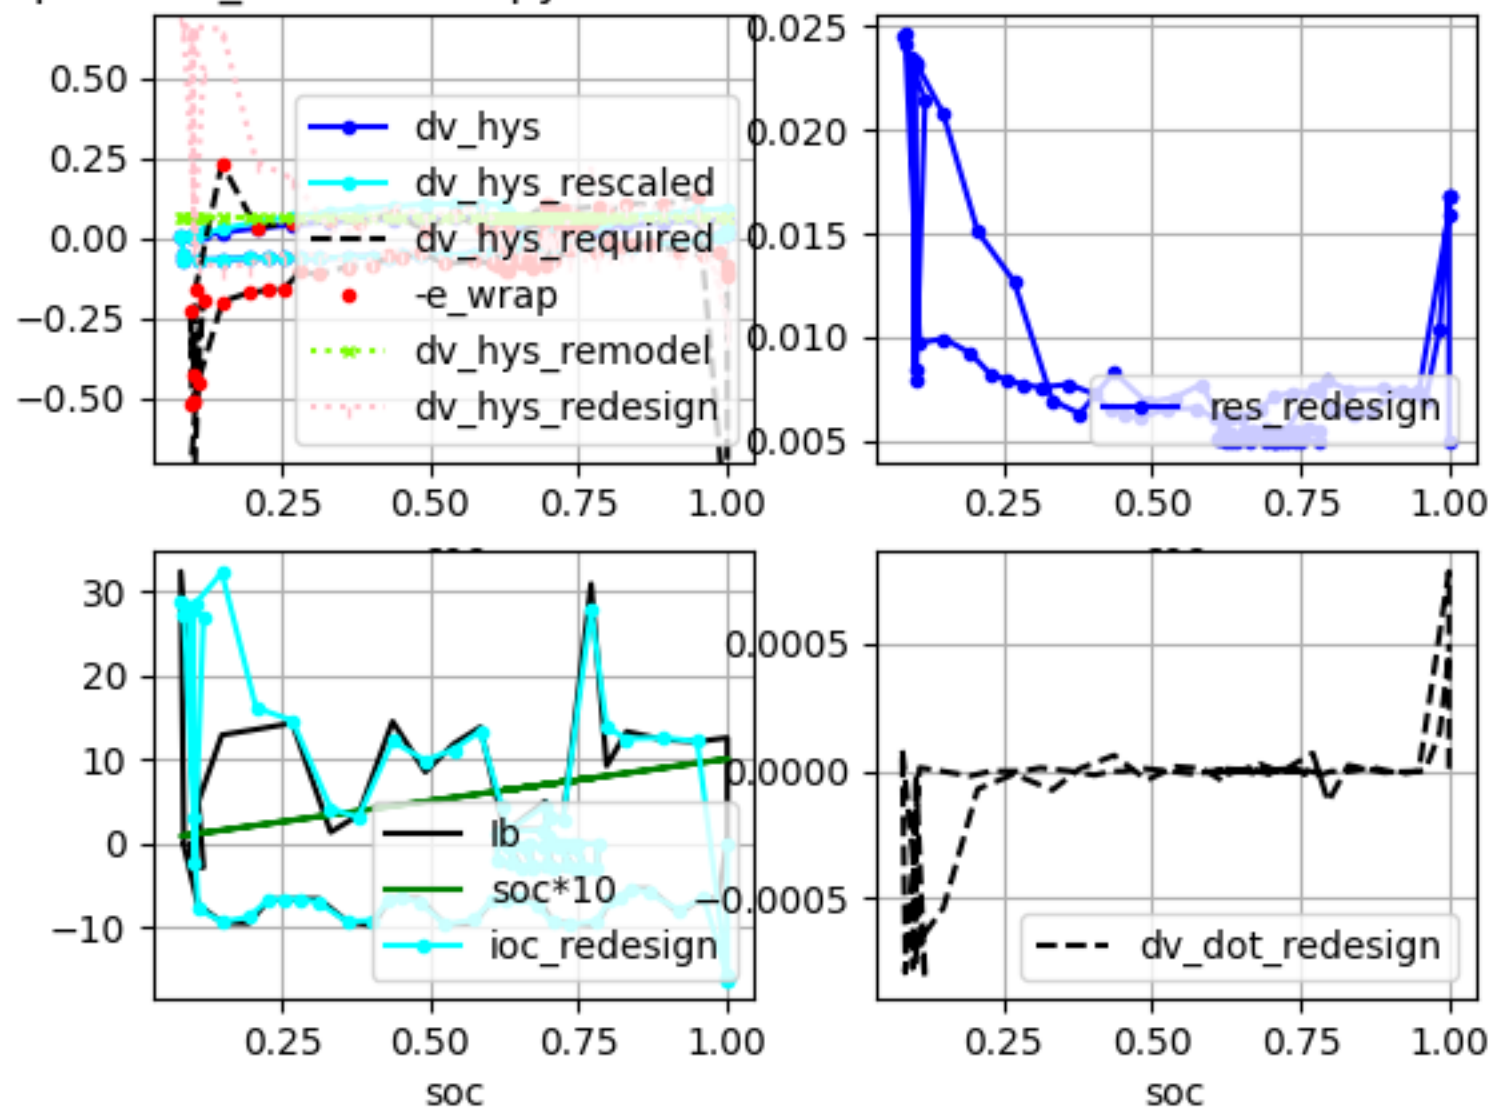 0.50
0.25
0.00
−0.25
−0.50
dv_hys
dv_hys_rescaled
dv_hys_required
-e_wrap
dv_hys_remodel
dv_hys_redesign
0.25 0.50 0.75 1.00
0.025
0.020
0.015
0.010
0.005
res_redesign
0.25 0.50 0.75 1.00
30
20
10
0
−10
Ib
soc*10
ioc_redesign
0.25 0.50 0.75 1.00
soc
0.0005
0.0000
−0.0005
dv_dot_redesign
0.25 0.50 0.75 1.00
soc